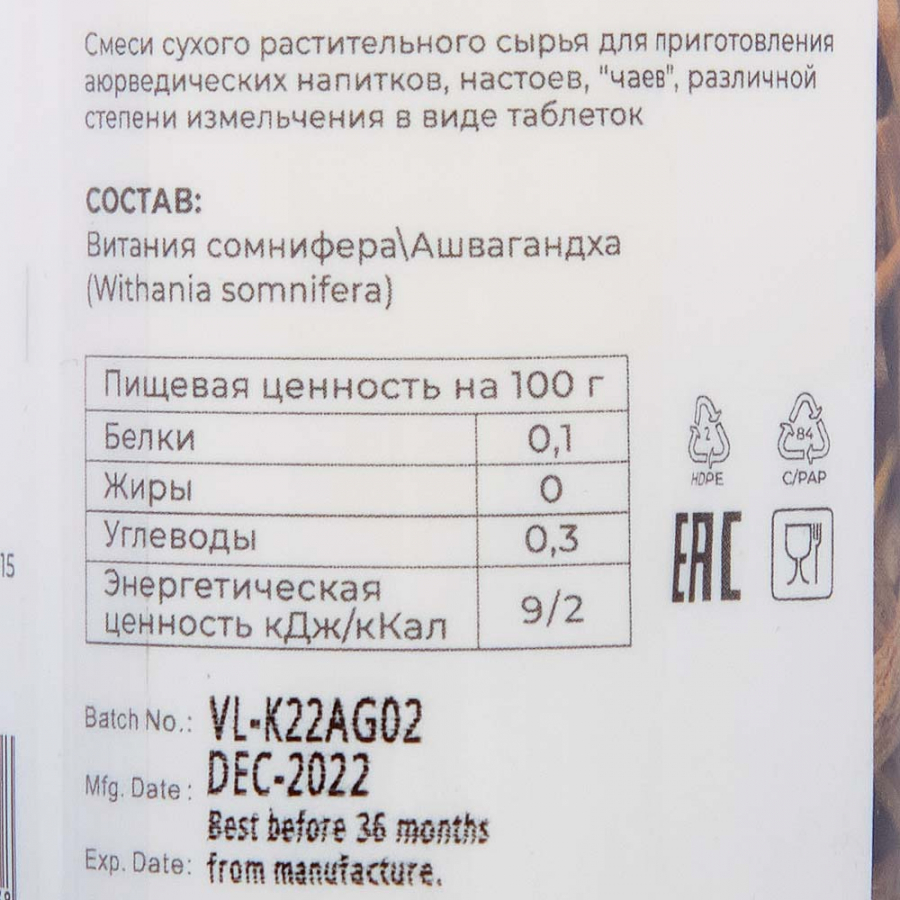 Смеси сухого растительного сырья для приготовления
аюрведических напитков, настоев, "чаев", различной
степени измельчения в виде таблеток
СОСТАВ:
Витания сомнифера\Ашвагандха
(Withania somnifera)
Пищевая ценность на 100 г
Белки 0,1
Жиры 0
Углеводы 0,3
Энергетическая
ценность кДж/кКал 9/2
2
HDPE
84
C/PAP
EAC
15
Batch No.: VL-K22AG02
Mfg. Date : DEC-2022
Best before 36 months
Exp. Date: from manufacture.